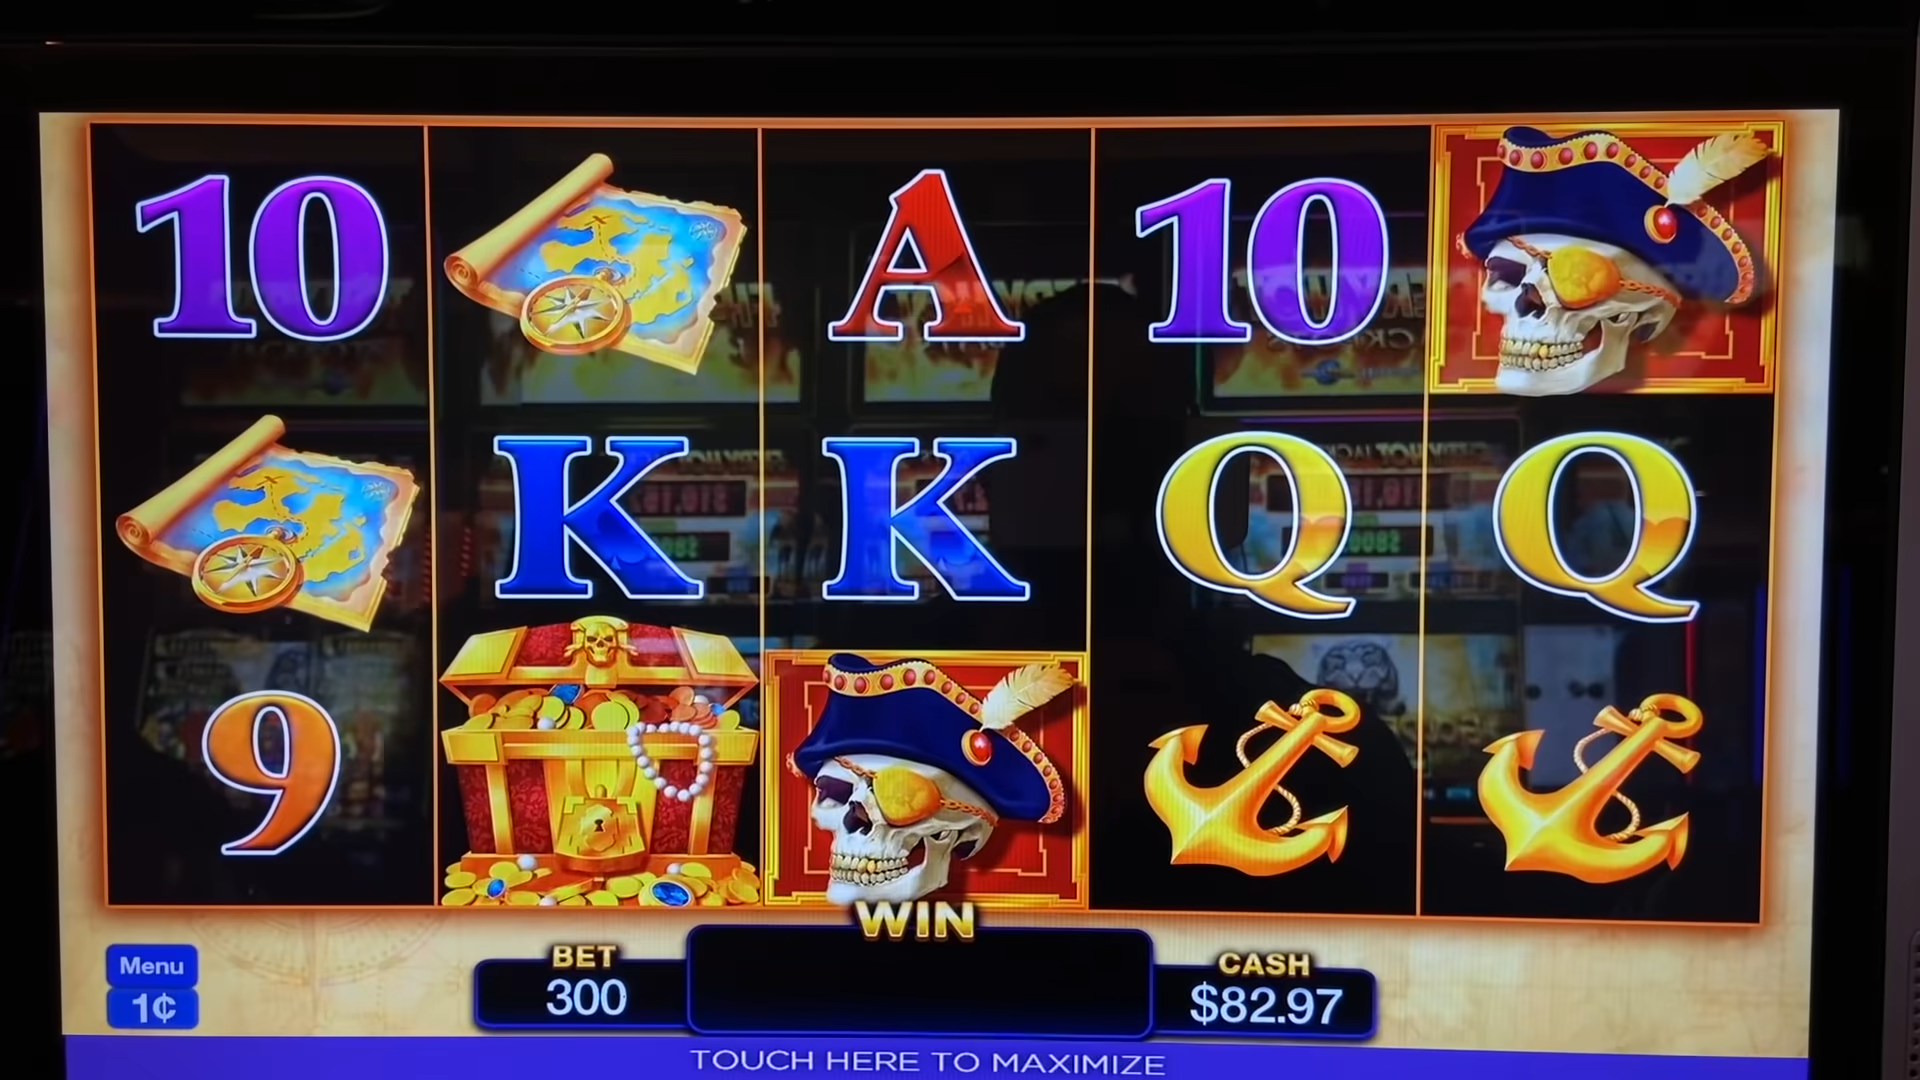 10 A 10
K K Q Q
9
WIN
BET
300
CASH
$82.97
Menu
1¢
TOUCH HERE TO MAXIMIZE